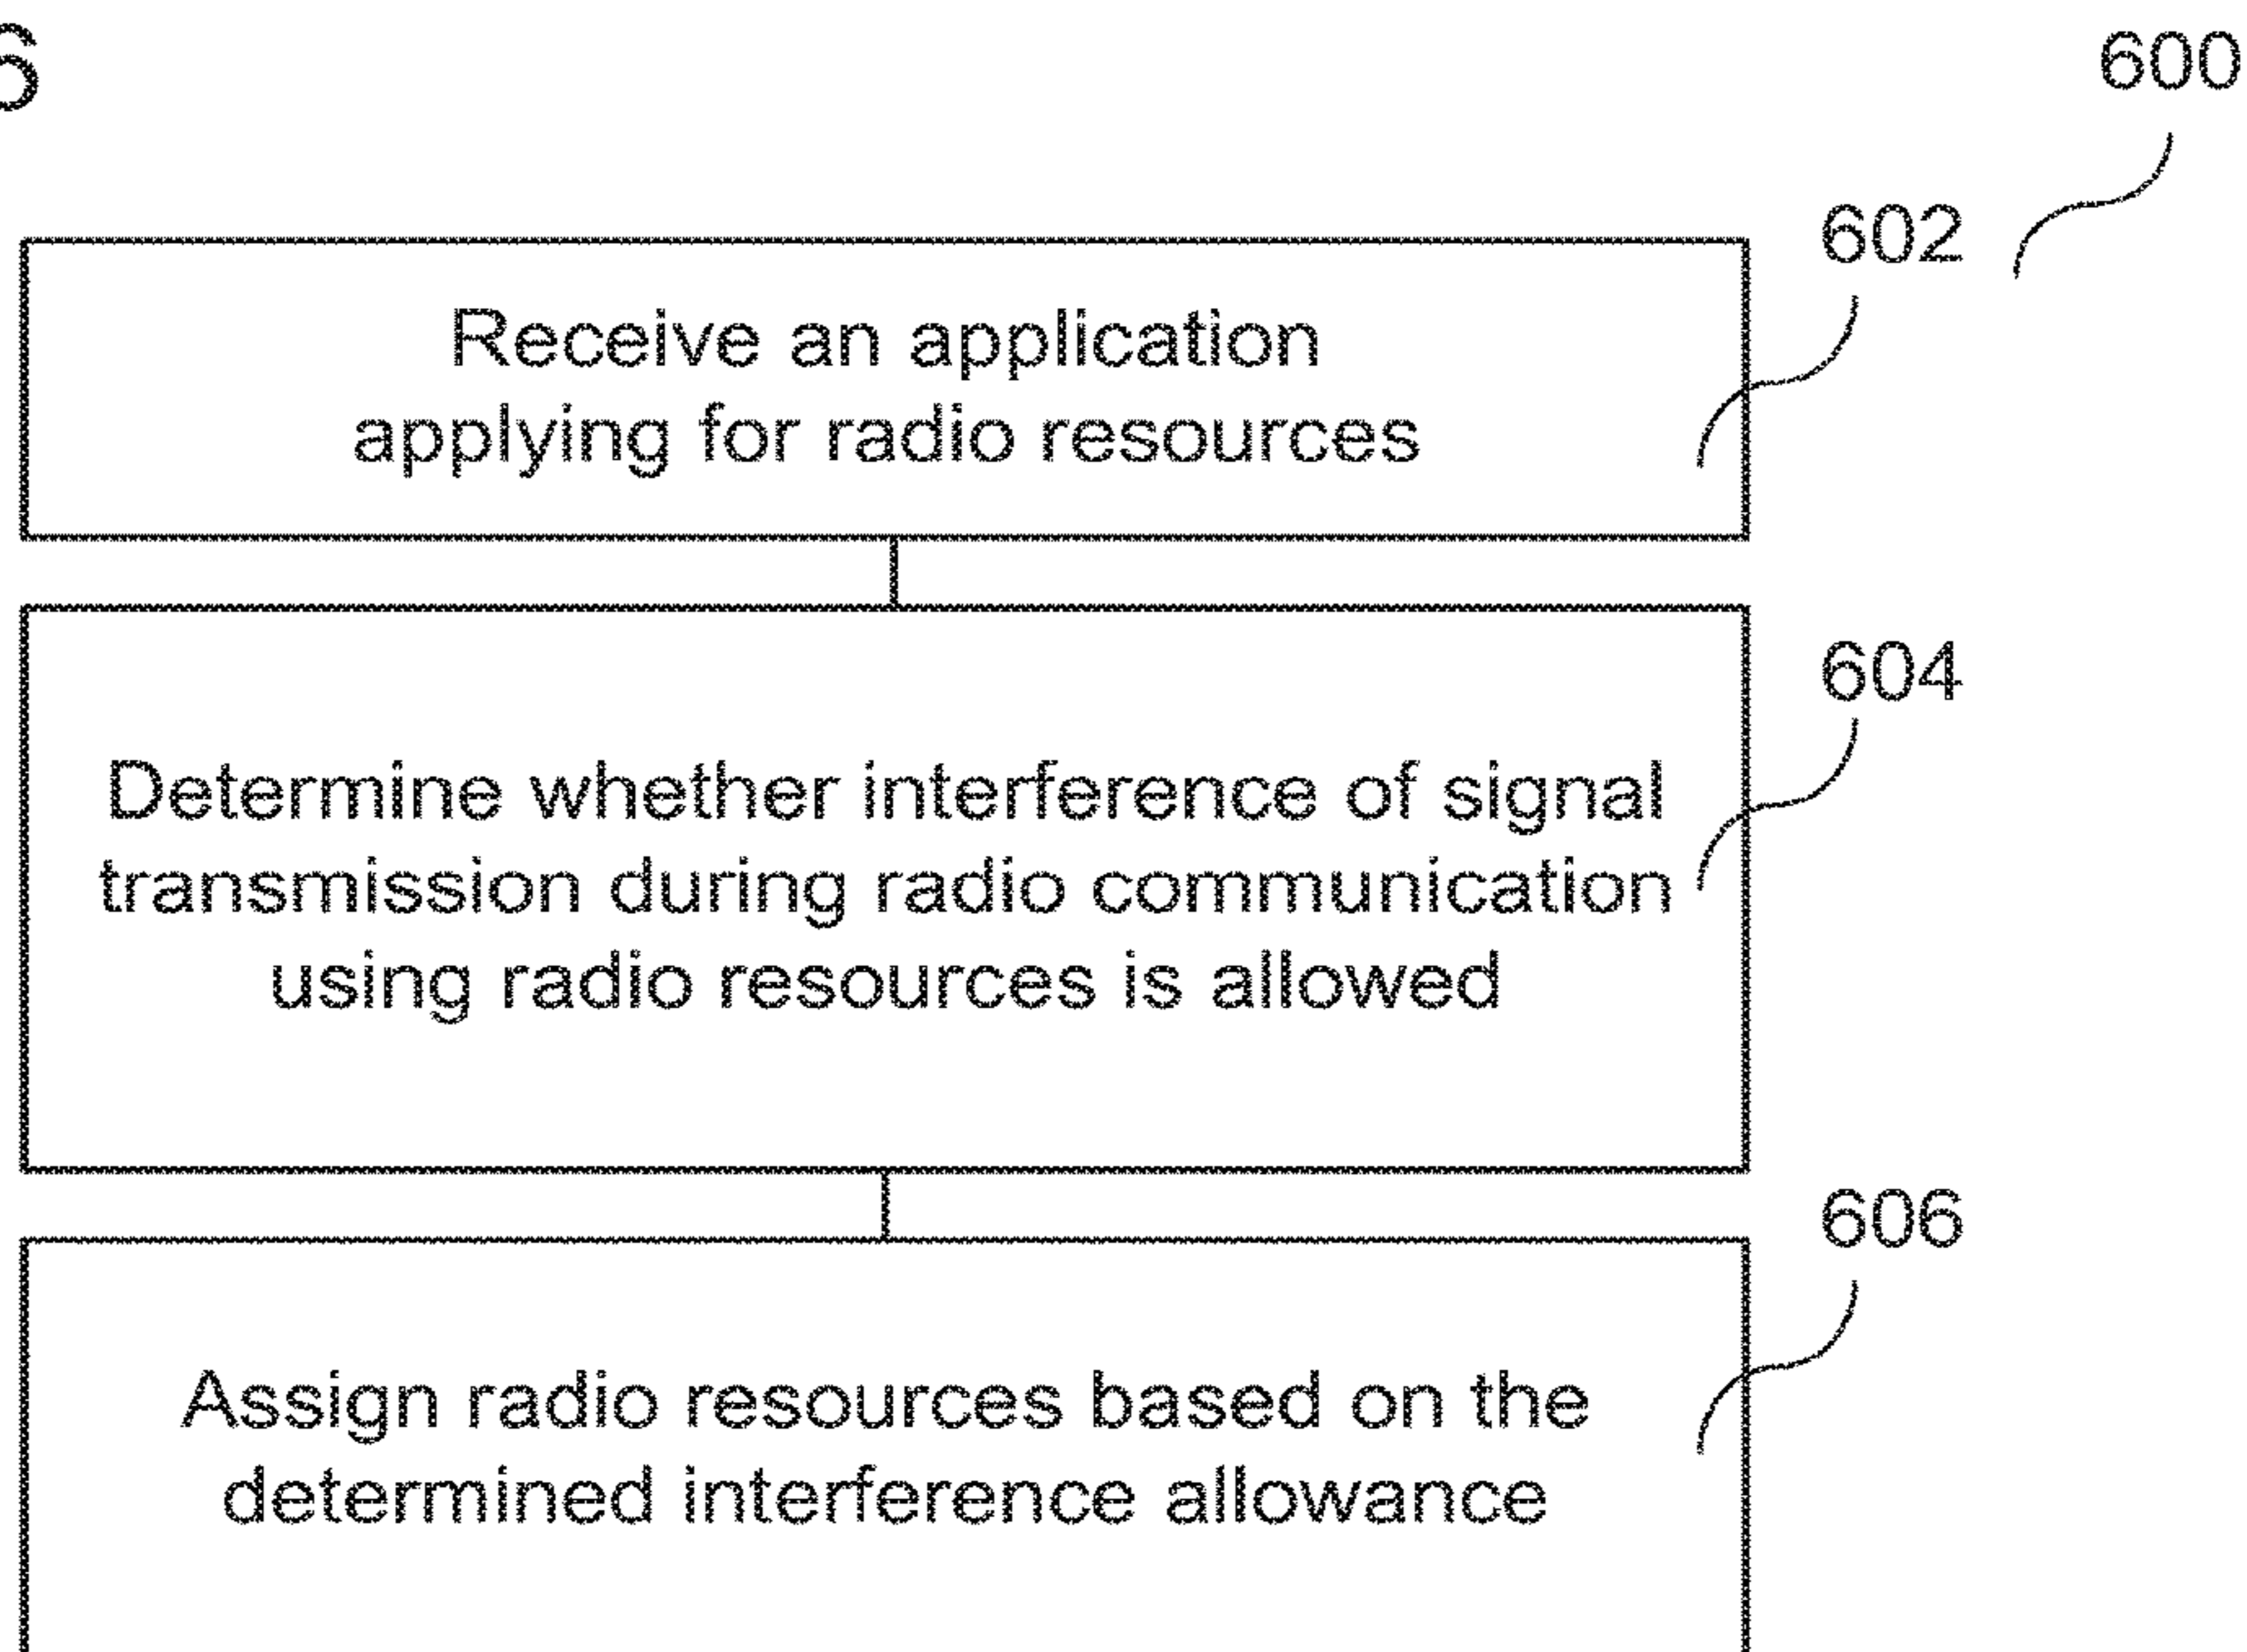 6
600
602
Receive an application
applying for radio resources
604
Determine whether interference of signal
transmission during radio communication
using radio resources is allowed
606
Assign radio resources based on the
determined interference allowance